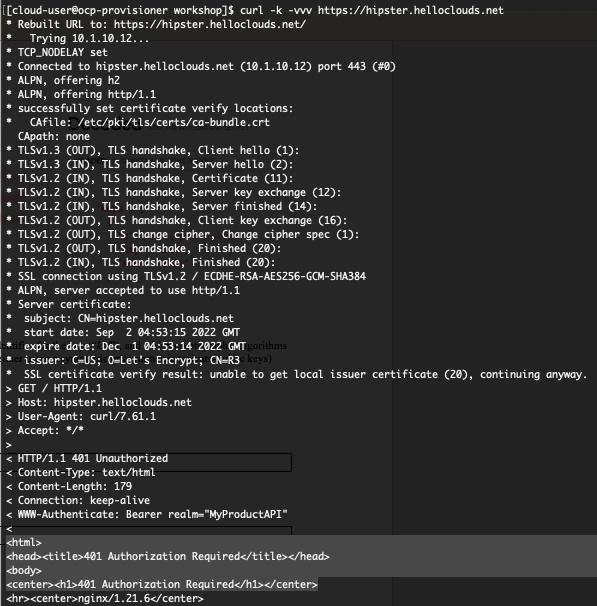 [[cloud-user@ocp-provisioner workshop]$ curl -k -vvv https://hipster.helloclouds.net
* Rebuilt URL to: https://hipster.helloclouds.net/
*   Trying 10.1.10.12...
* TCP_NODELAY set
* Connected to hipster.helloclouds.net (10.1.10.12) port 443 (#0)
* ALPN, offering h2
* ALPN, offering http/1.1
* successfully set certificate verify locations:
*   CAfile: /etc/pki/tls/certs/ca-bundle.crt
  CApath: none
* TLSv1.3 (OUT), TLS handshake, Client hello (1):
* TLSv1.3 (IN), TLS handshake, Server hello (2):
* TLSv1.2 (IN), TLS handshake, Certificate (11):
* TLSv1.2 (IN), TLS handshake, Server key exchange (12):
* TLSv1.2 (IN), TLS handshake, Server finished (14):
* TLSv1.2 (OUT), TLS handshake, Client key exchange (16):
* TLSv1.2 (OUT), TLS change cipher, Change cipher spec (1):
* TLSv1.2 (OUT), TLS handshake, Finished (20):
* TLSv1.2 (IN), TLS handshake, Finished (20):
* SSL connection using TLSv1.2 / ECDHE-RSA-AES256-GCM-SHA384
* ALPN, server accepted to use http/1.1
* Server certificate:
*  subject: CN=hipster.helloclouds.net
*  start date: Sep  2 04:53:15 2022 GMT
*  expire date: Dec  1 04:53:14 2022 GMT
*  issuer: C=US; O=Let's Encrypt; CN=R3
*  SSL certificate verify result: unable to get local issuer certificate (20), continuing anyway.
> GET / HTTP/1.1
> Host: hipster.helloclouds.net
> User-Agent: curl/7.61.1
> Accept: */*
>
< HTTP/1.1 401 Unauthorized
< Content-Type: text/html
< Content-Length: 179
< Connection: keep-alive
< WWW-Authenticate: Bearer realm="MyProductAPI"
<
<html>
<head><title>401 Authorization Required</title></head>
<body>
<center><h1>401 Authorization Required</h1></center>
<hr><center>nginx/1.21.6</center>